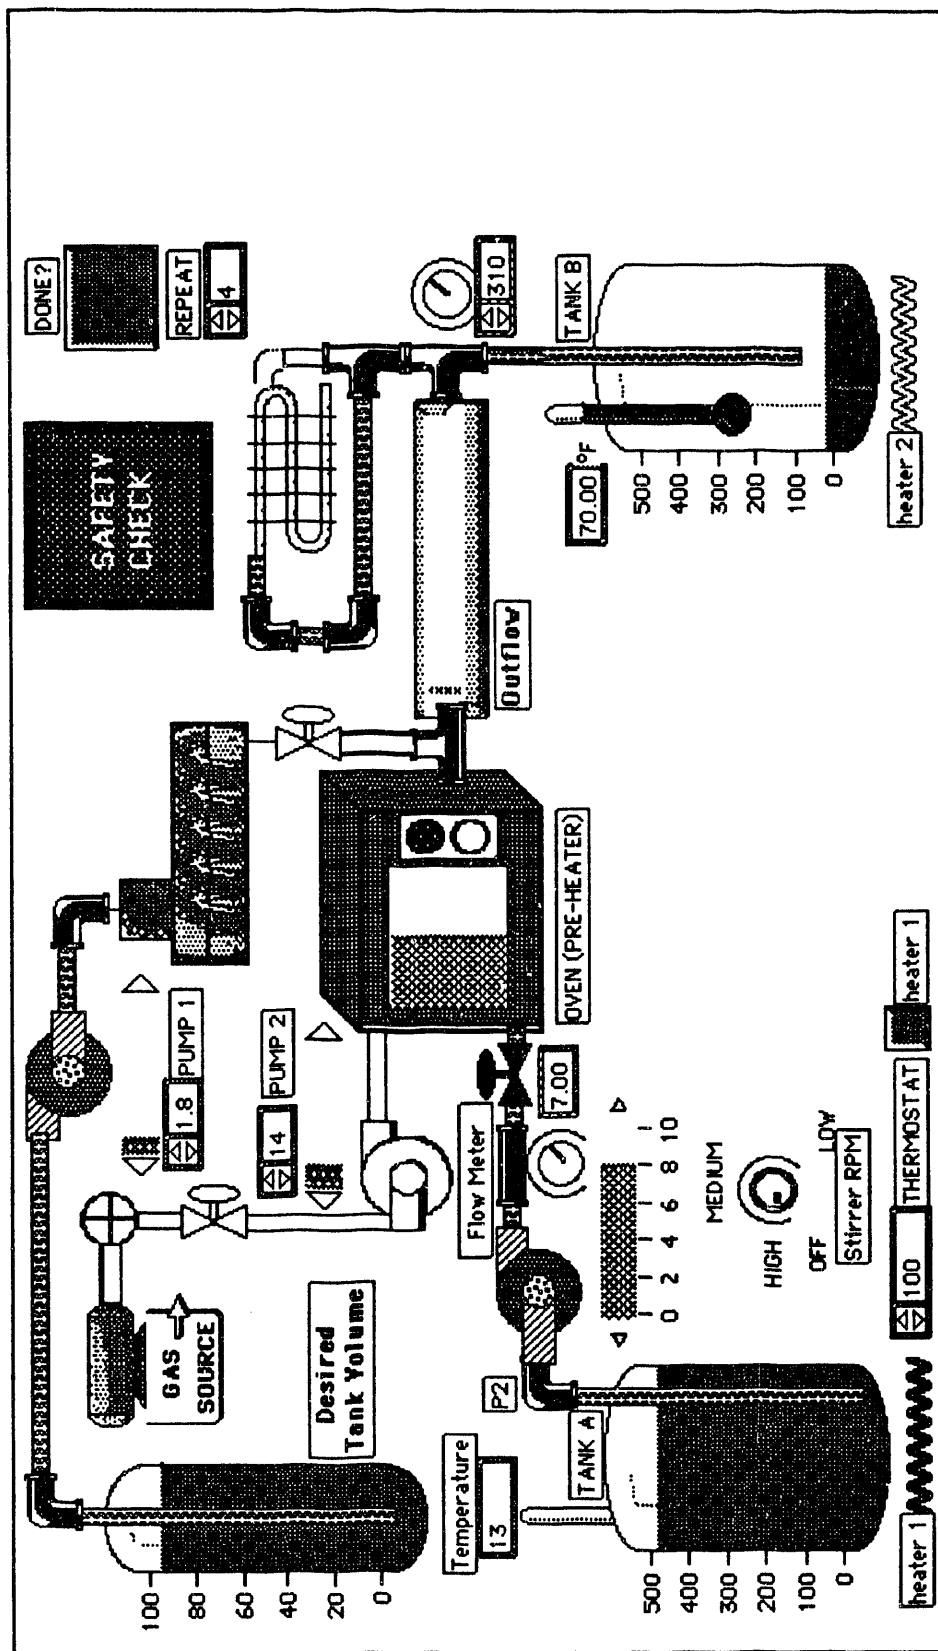 DONE?
REPEAT
4
SAFETY
CHECK
310
TANK B
70.00 °F
500
400
300
200
100
0
heater 2
Outflow
PUMP 1
1.8
PUMP 2
14
GAS
SOURCE
Desired
Tank Volume
100
80
60
40
20
0
OVEN (PRE-HEATER)
Flow Meter
7.00
0 2 4 6 8 10
MEDIUM
HIGH
LOW
OFF
Stirrer RPM
P2
Temperature
13
TANK A
500
400
300
200
100
0
heater 1
100
THERMOSTAT
heater 1